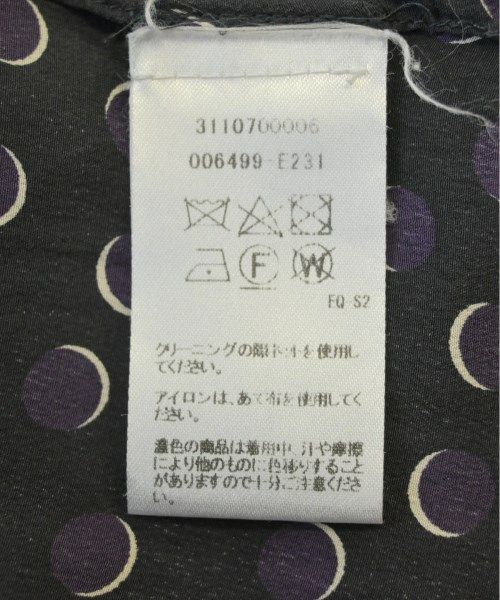 3110700006
006499-E231
F
W
FQ-S2
クリーニングの際ネットを使用し
てください。
アイロンは、あて布を使用してく
ださい。
濃色の商品は着用中、汗や摩擦
により他のものに色移りすること
がありますので十分ご注意くださ
い。